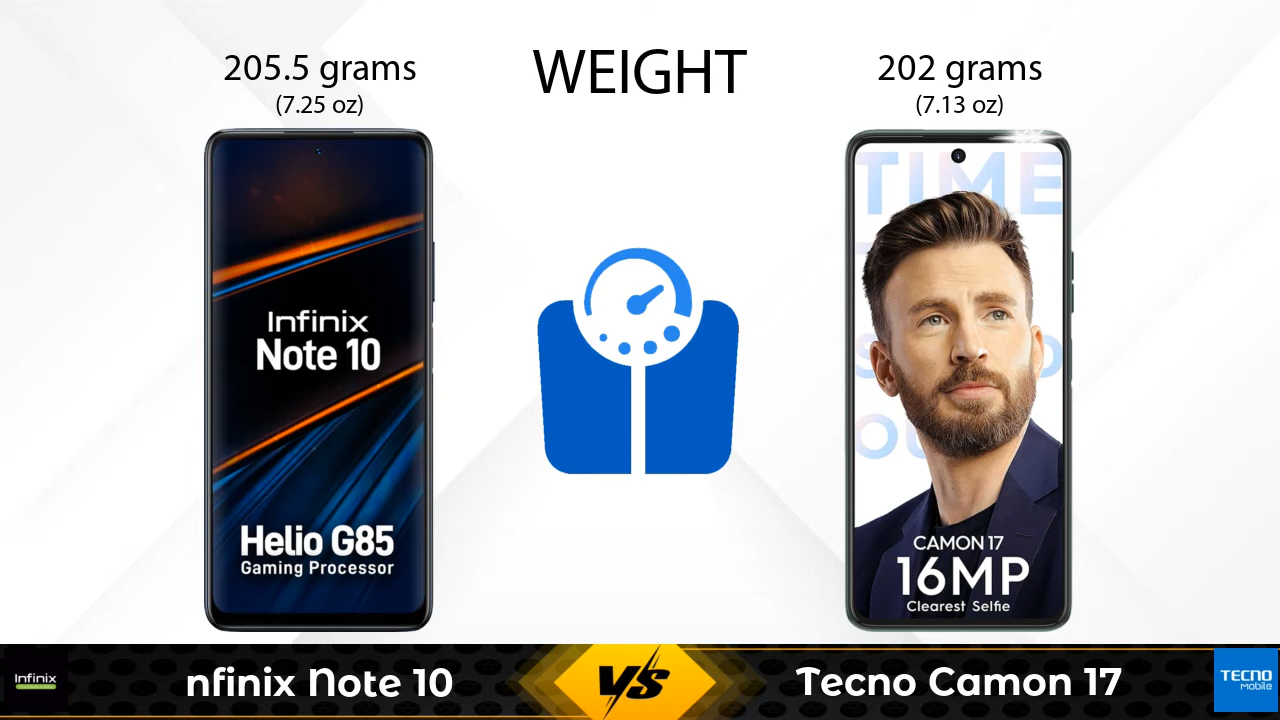 WEIGHT
205.5 grams
(7.25 oz)
202 grams
(7.13 oz)
Infinix
Note 10
Helio G85
Gaming Processor
TIME
OU
CAMON 17
16MP
Clearest Selfie
Infinix
nfinix Note 10
VS
Tecno Camon 17
TECNO
mobile